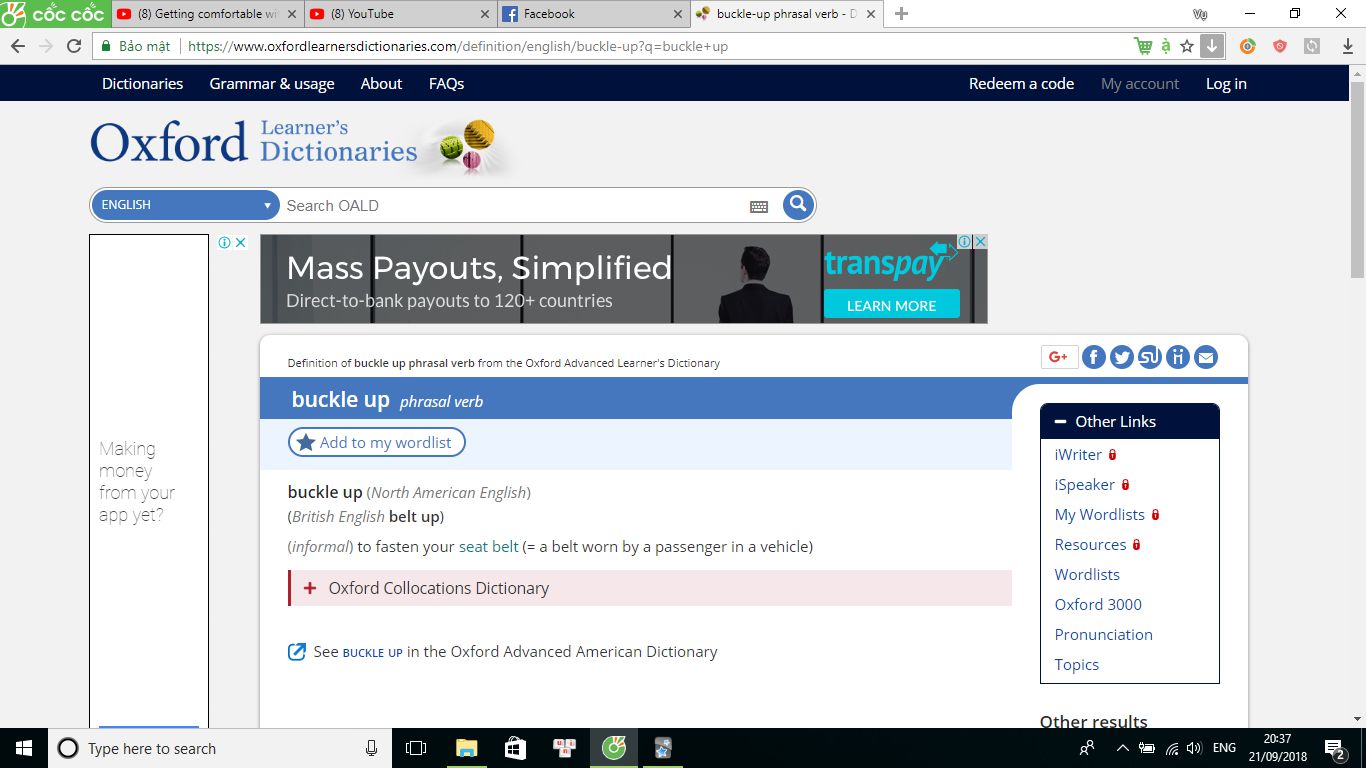 cốc cốc
(8) Getting comfortable wi
(8) YouTube
Facebook
buckle-up phrasal verb - D
Vụ
Bảo mật
https://www.oxfordlearnersdictionaries.com/definition/english/buckle-up?q=buckle+up
Dictionaries Grammar & usage About FAQs
Redeem a code My account Log in
Oxford Learner's Dictionaries
ENGLISH
Search OALD
Mass Payouts, Simplified
Direct-to-bank payouts to 120+ countries
transpay
LEARN MORE
Making
money
from your
app yet?
Definition of buckle up phrasal verb from the Oxford Advanced Learner's Dictionary
G+
buckle up phrasal verb
Add to my wordlist
buckle up (North American English)
(British English belt up)
(informal) to fasten your seat belt (= a belt worn by a passenger in a vehicle)
+ Oxford Collocations Dictionary
See BUCKLE UP in the Oxford Advanced American Dictionary
Other Links
iWriter
iSpeaker
My Wordlists
Resources
Wordlists
Oxford 3000
Pronunciation
Topics
Other results
Type here to search
ENG
20:37
21/09/2018
2